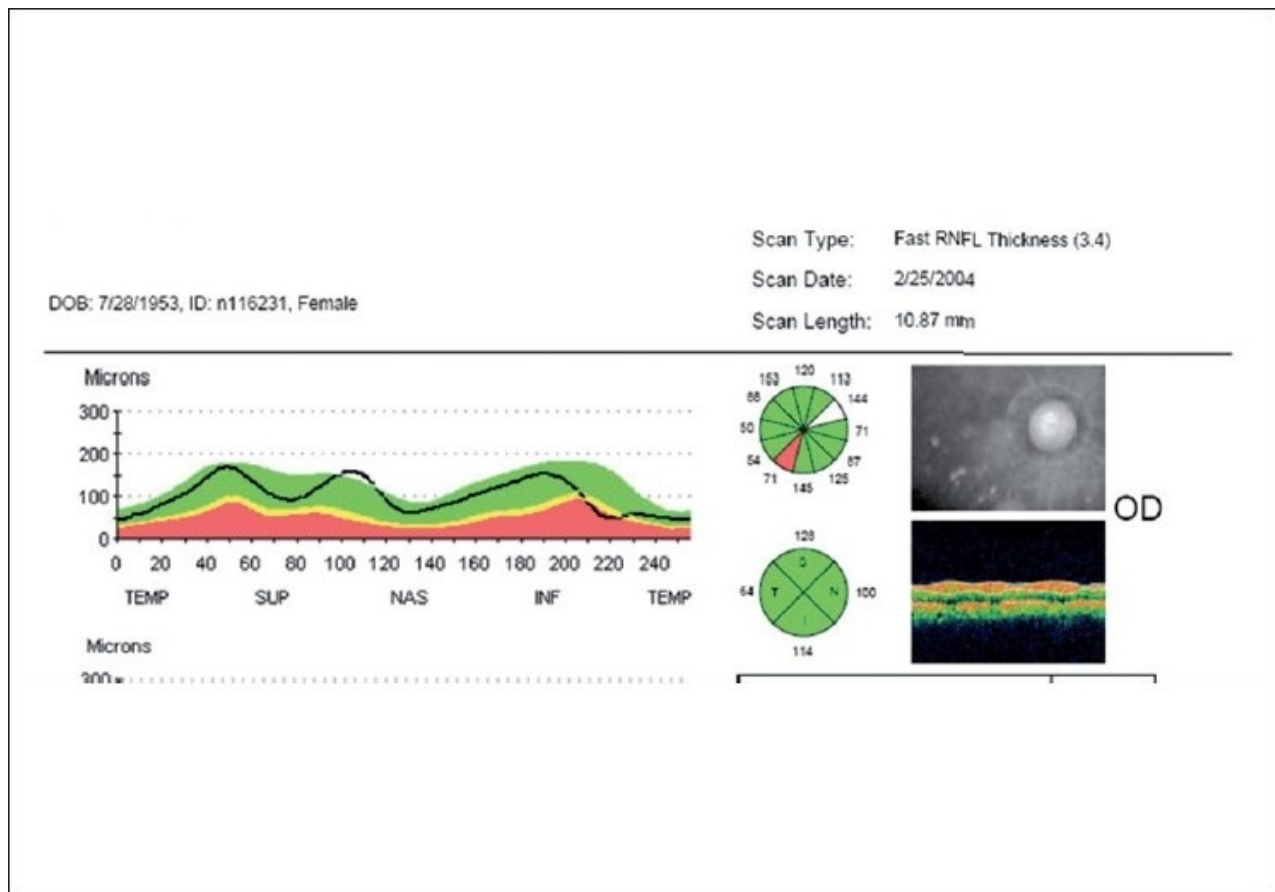 Scan Type: Fast RNFL Thickness (3.4)
Scan Date: 2/25/2004
DOB: 7/28/1953, ID: n116231, Female
Scan Length: 10.87 mm
Microns
300
200
100
0
0 20 40 60 80 100 120 140 160 180 200 220 240
TEMP SUP NAS INF TEMP
120
153 113
88 144
50 71
54 87
71 125
145
OD
128
S
64 T N 100
I
114
Microns
300